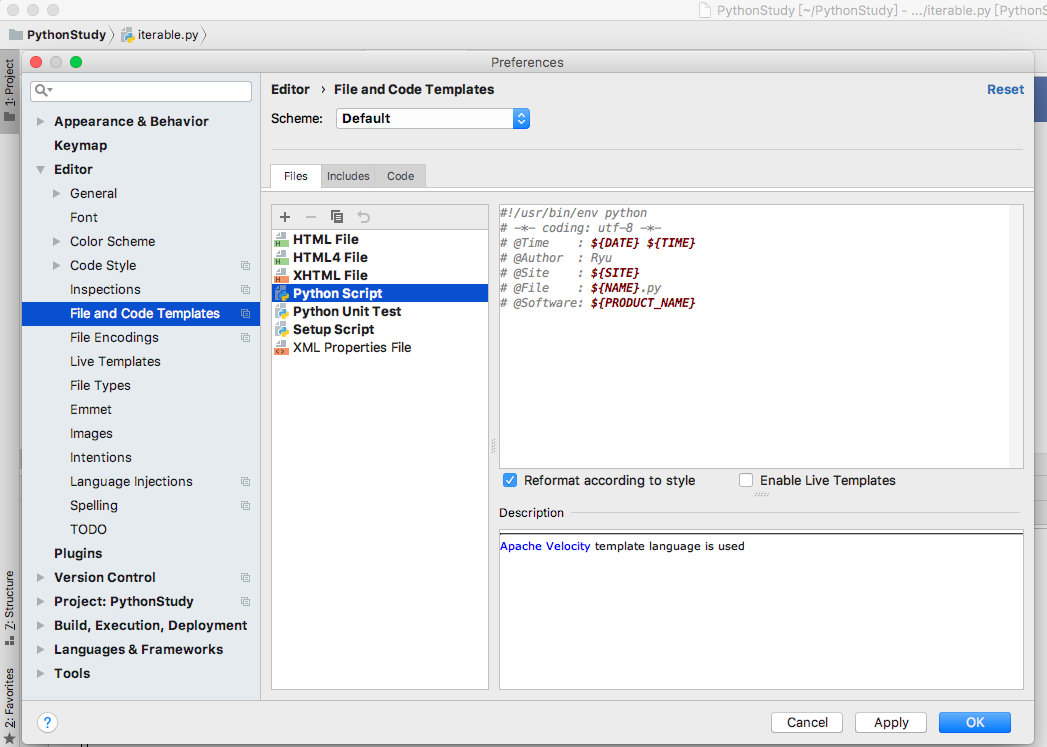 PythonStudy [~/PythonStudy] - .../iterable.py [PythonS
PythonStudy
iterable.py
1: Project
7: Structure
2: Favorites
Preferences
Appearance & Behavior
Keymap
Editor
General
Font
Color Scheme
Code Style
Inspections
File and Code Templates
File Encodings
Live Templates
File Types
Emmet
Images
Intentions
Language Injections
Spelling
TODO
Plugins
Version Control
Project: PythonStudy
Build, Execution, Deployment
Languages & Frameworks
Tools
?
Editor › File and Code Templates
Reset
Scheme: Default
Files Includes Code
HTML File
HTML4 File
XHTML File
Python Script
Python Unit Test
Setup Script
XML Properties File
#!/usr/bin/env python
# -*- coding: utf-8 -*-
# @Time    : ${DATE} ${TIME}
# @Author  : Ryu
# @Site    : ${SITE}
# @File    : ${NAME}.py
# @Software: ${PRODUCT_NAME}
Reformat according to style
Enable Live Templates
Description
Apache Velocity template language is used
Cancel Apply OK